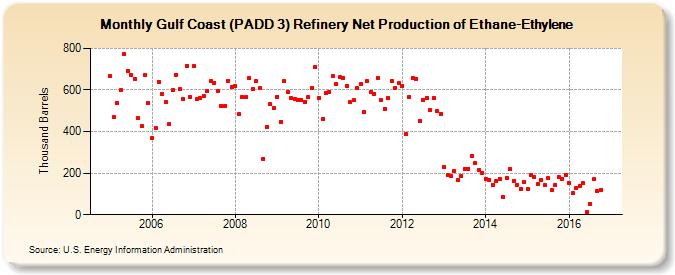 Monthly Gulf Coast (PADD 3) Refinery Net Production of Ethane-Ethylene
Thousand Barrels
800
600
400
200
0
2006 2008 2010 2012 2014 2016
Source: U.S. Energy Information Administration